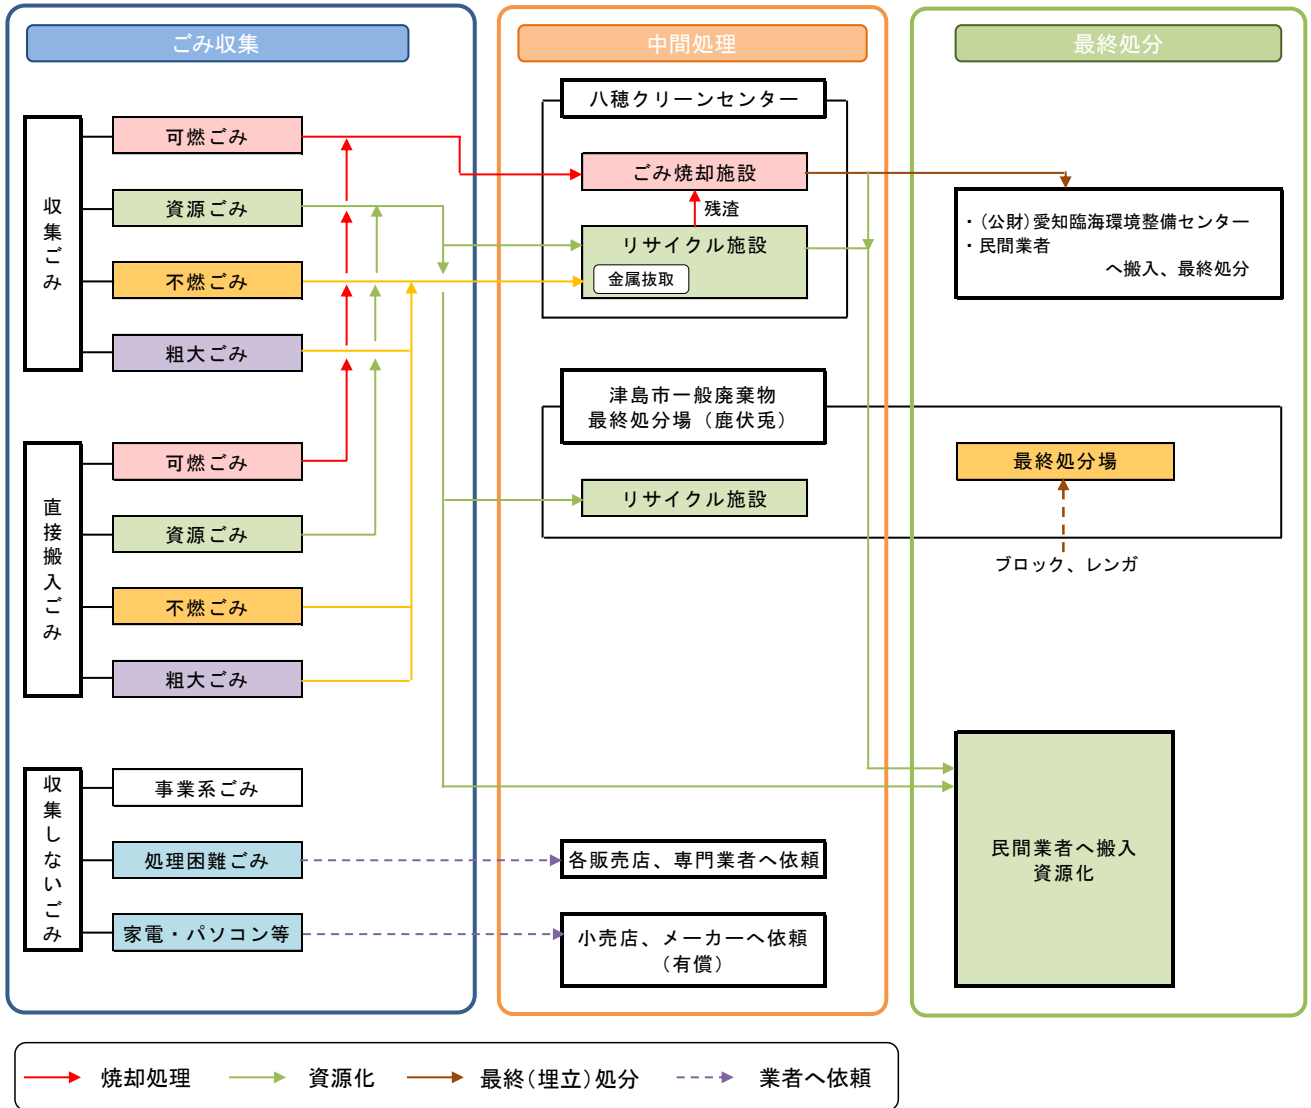 ごみ収集
中間処理
最終処分
収集ごみ
可燃ごみ
資源ごみ
不燃ごみ
粗大ごみ
直接搬入ごみ
可燃ごみ
資源ごみ
不燃ごみ
粗大ごみ
収集しないごみ
事業系ごみ
処理困難ごみ
家電・パソコン等
八穂クリーンセンター
ごみ焼却施設
残渣
リサイクル施設
金属抜取
津島市一般廃棄物
最終処分場（鹿伏兎）
リサイクル施設
各販売店、専門業者へ依頼
小売店、メーカーへ依頼
（有償）
・（公財）愛知臨海環境整備センター
・民間業者
へ搬入、最終処分
最終処分場
ブロック、レンガ
民間業者へ搬入
資源化
焼却処理
資源化
最終（埋立）処分
業者へ依頼